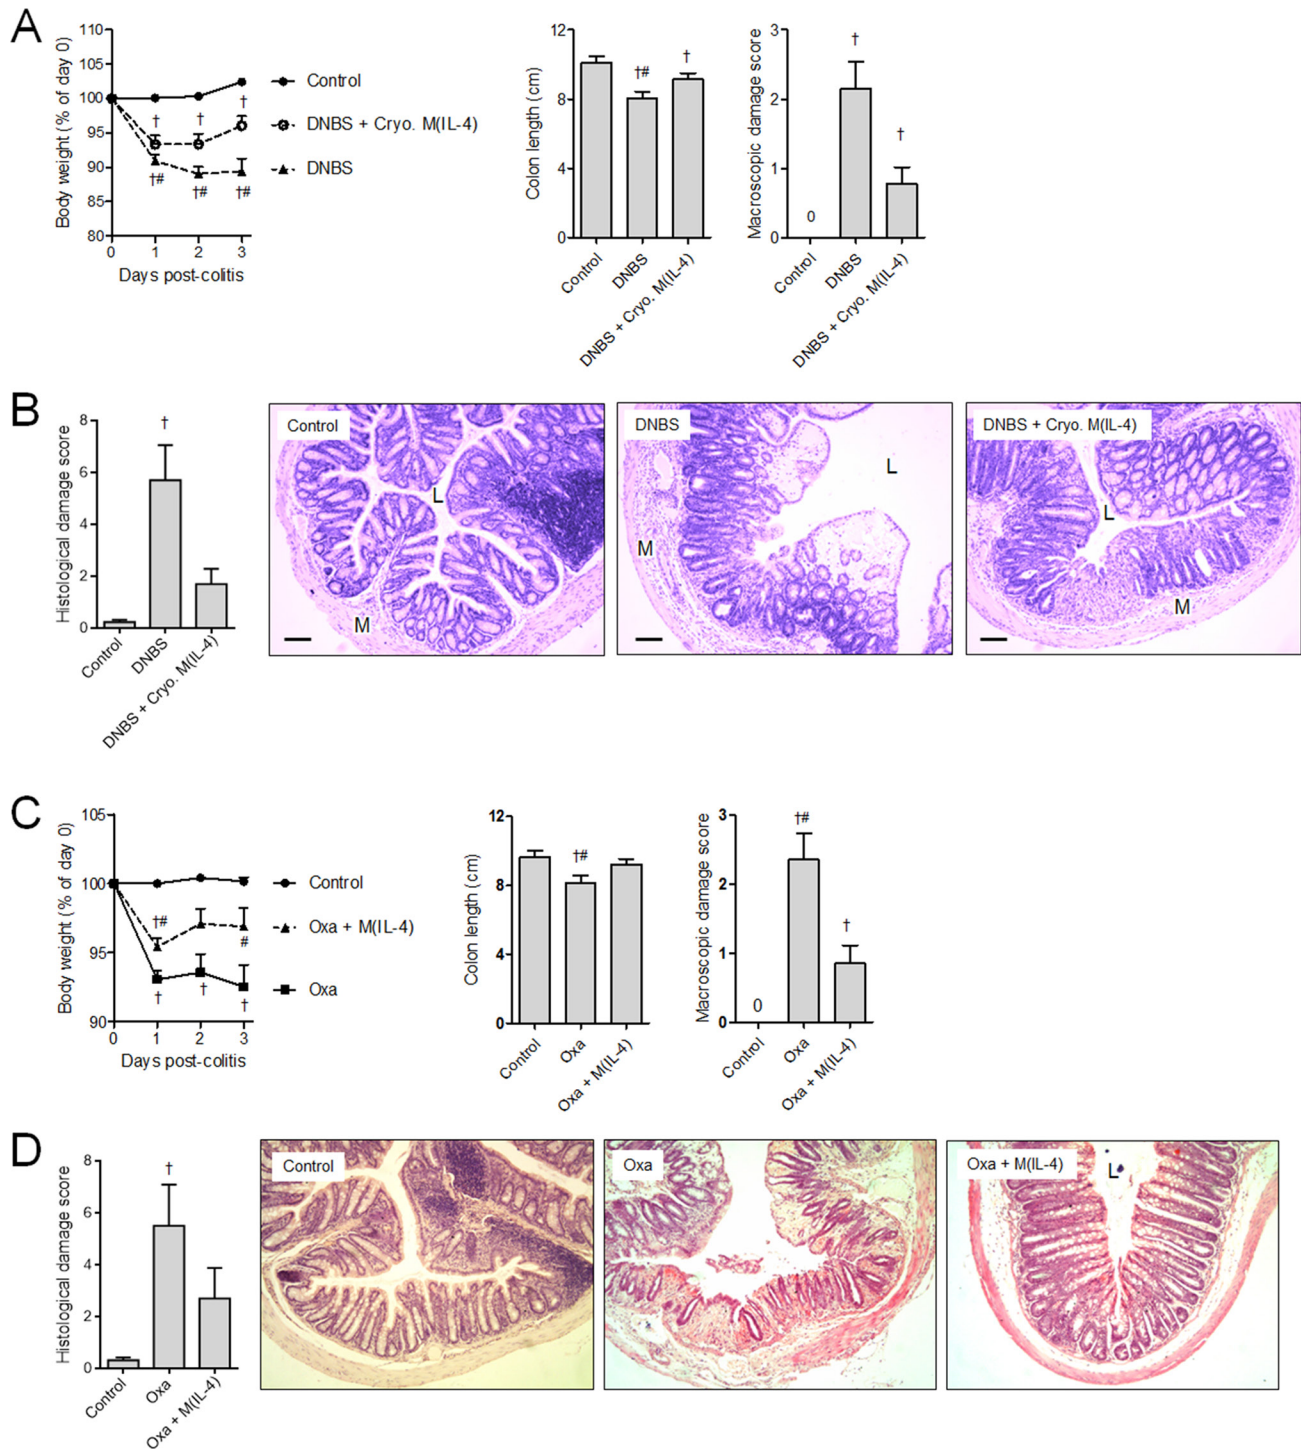 A
Body weight (% of day 0)
110
105
100
95
90
85
80
†
†
†
†#
†#
†#
0 1 2 3
Days post-colitis
Control
DNBS + Cryo. M(IL-4)
DNBS
Colon length (cm)
12
8
4
0
†#
†
Control
DNBS
DNBS + Cryo. M(IL-4)
Macroscopic damage score
3
2
1
0
0
†
†
Control
DNBS
DNBS + Cryo. M(IL-4)
B
Histological damage score
8
6
4
2
0
†
Control
DNBS
DNBS + Cryo. M(IL-4)
Control
L
M
DNBS
L
M
DNBS + Cryo. M(IL-4)
L
M
C
Body weight (% of day 0)
105
100
95
90
†#
#
†
†
†
0 1 2 3
Days post-colitis
Control
Oxa + M(IL-4)
Oxa
Colon length (cm)
12
8
4
0
†#
Control
Oxa
Oxa + M(IL-4)
Macroscopic damage score
3
2
1
0
0
†#
†
Control
Oxa
Oxa + M(IL-4)
D
Histological damage score
8
6
4
2
0
†
Control
Oxa
Oxa + M(IL-4)
Control
Oxa
Oxa + M(IL-4)
L